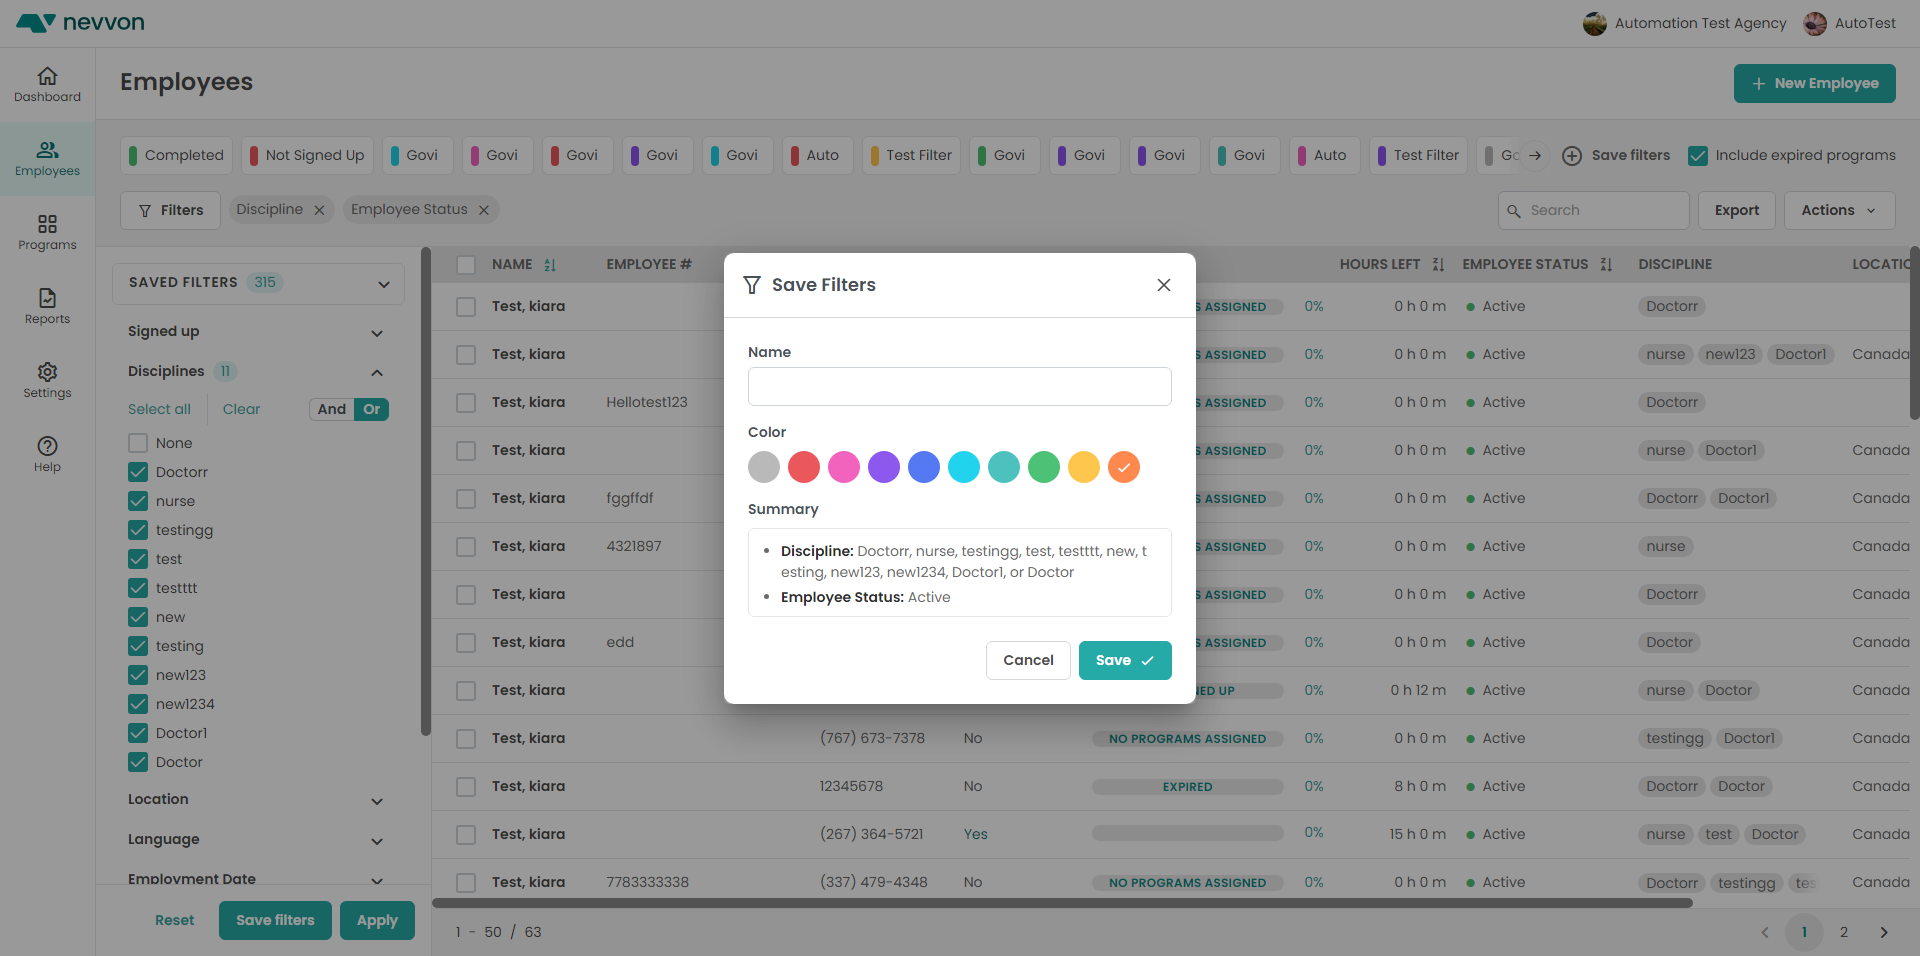 nevvon
Automation Test Agency
AutoTest
Dashboard
Employees
Programs
Reports
Settings
Help
Employees
New Employee
Completed
Not Signed Up
Govi
Govi
Govi
Govi
Govi
Auto
Test Filter
Govi
Govi
Govi
Govi
Auto
Test Filter
Save filters
Include expired programs
Filters
Discipline
Employee Status
Search
Export
Actions
SAVED FILTERS 315
Signed up
Disciplines 11
Select all
Clear
And Or
None
Doctorr
nurse
testingg
test
testttt
new
testing
new123
new1234
Doctor1
Doctor
Location
Language
Employment Date
Reset
Save filters
Apply
NAME EMPLOYEE # HOURS LEFT EMPLOYEE STATUS DISCIPLINE
Test, kiara ASSIGNED 0% 0 h 0 m Active Doctorr
Test, kiara ASSIGNED 0% 0 h 0 m Active nurse new123 Doctor1 Canada
Test, kiara Hellotest123 ASSIGNED 0% 0 h 0 m Active Doctorr
Test, kiara ASSIGNED 0% 0 h 0 m Active nurse Doctor1 Canada
Test, kiara fggffdf ASSIGNED 0% 0 h 0 m Active Doctorr Doctor1 Canada
Test, kiara 4321897 ASSIGNED 0% 0 h 0 m Active nurse Canada
Test, kiara ASSIGNED 0% 0 h 0 m Active Doctorr Canada
Test, kiara edd ASSIGNED 0% 0 h 0 m Active Doctor Canada
Test, kiara UP 0% 0 h 12 m Active nurse Doctor Canada
Test, kiara (767) 673-7378 No NO PROGRAMS ASSIGNED 0% 0 h 0 m Active testingg Doctor1 Canada
Test, kiara 12345678 No EXPIRED 0% 8 h 0 m Active Doctorr Doctor Canada
Test, kiara (267) 364-5721 Yes 0% 15 h 0 m Active nurse test Doctor Canada
Test, kiara 7783333338 (337) 479-4348 No NO PROGRAMS ASSIGNED 0% 0 h 0 m Active Doctorr testingg Canada
1 - 50 / 63
1 2
Save Filters
Name
Color
Summary
Discipline: Doctorr, nurse, testingg, test, testttt, new, t
esting, new123, new1234, Doctor1, or Doctor
Employee Status: Active
Cancel
Save